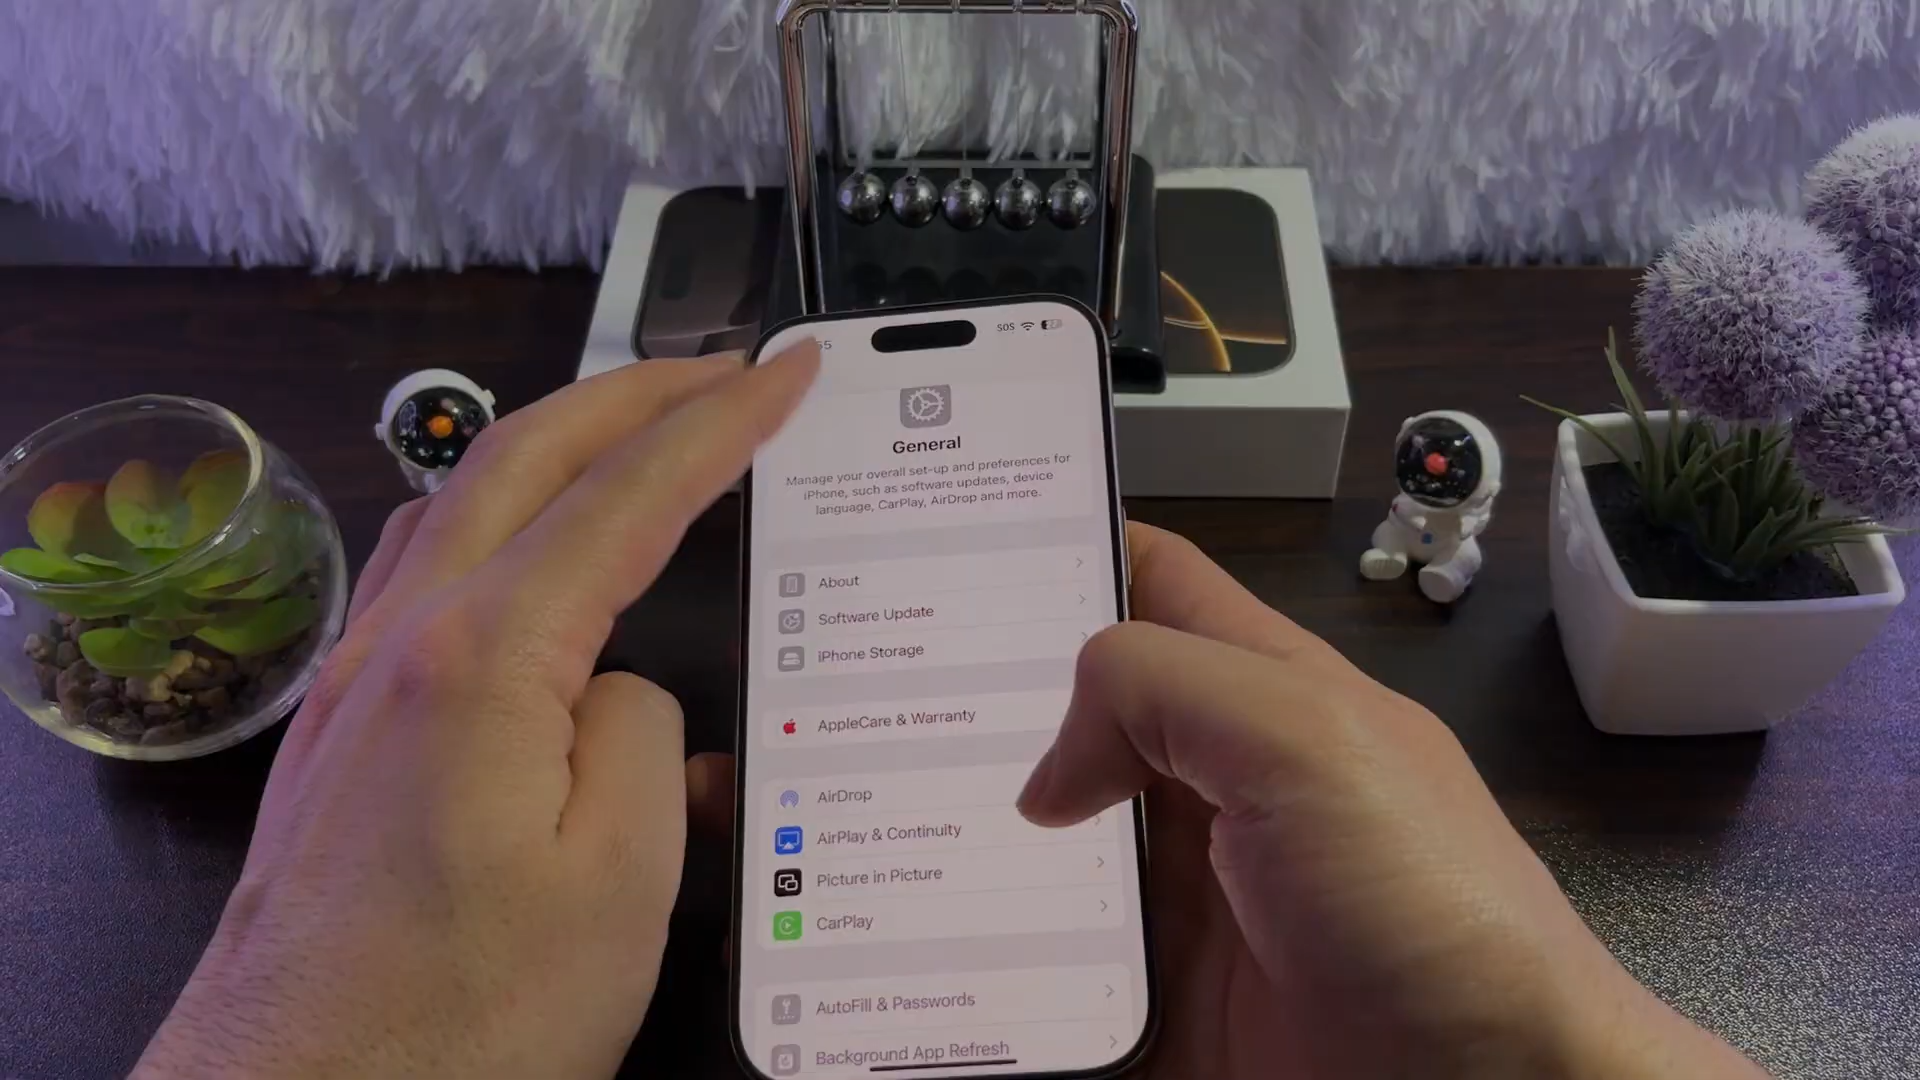 55
SOS
27
General
Manage your overall set-up and preferences for
iPhone, such as software updates, device
language, CarPlay, AirDrop and more.
About
Software Update
iPhone Storage
AppleCare & Warranty
AirDrop
AirPlay & Continuity
Picture in Picture
CarPlay
AutoFill & Passwords
Background App Refresh